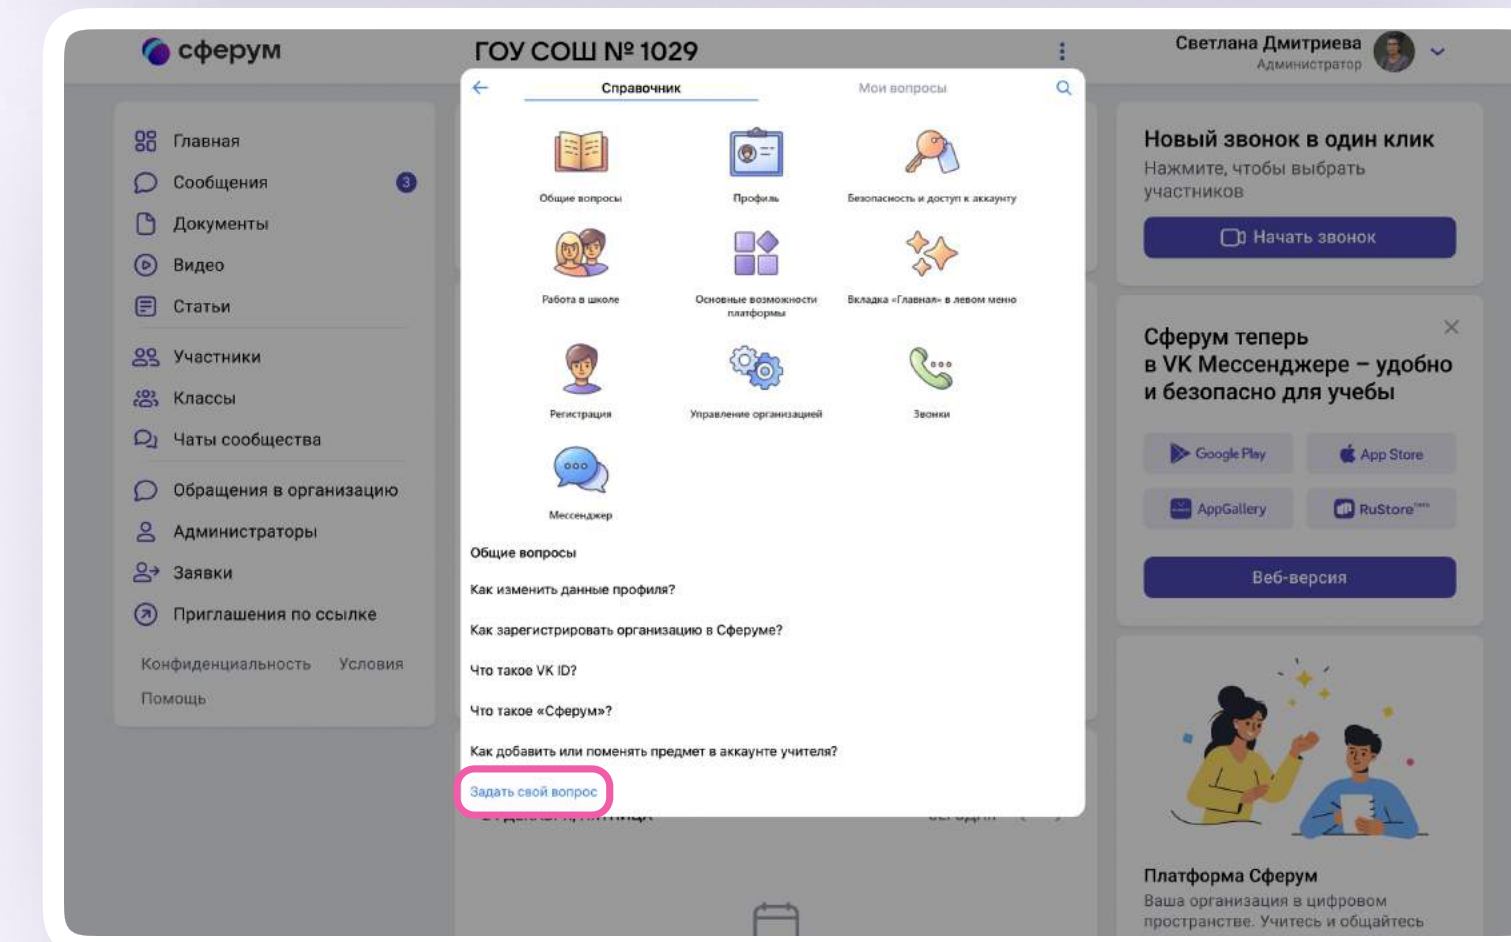 сферум
ГОУ СОШ № 1029
Светлана Дмитриева
Администратор
Главная
Сообщения
3
Документы
Видео
Статьи
Участники
Классы
Чаты сообщества
Обращения в организацию
Администраторы
Заявки
Приглашения по ссылке
Конфиденциальность Условия
Помощь
Справочник
Мои вопросы
Общие вопросы
Профиль
Безопасность и доступ к аккаунту
Работа в школе
Основные возможности
платформы
Вкладка «Главная» в левом меню
Регистрация
Управление организацией
Звонки
Мессенджер
Общие вопросы
Как изменить данные профиля?
Как зарегистрировать организацию в Сферуме?
Что такое VK ID?
Что такое «Сферум»?
Как добавить или поменять предмет в аккаунте учителя?
Задать свой вопрос
Новый звонок в один клик
Нажмите, чтобы выбрать
участников
Начать звонок
Сферум теперь
в VK Мессенджере – удобно
и безопасно для учебы
Google Play
App Store
AppGallery
RuStore
Веб-версия
Платформа Сферум
Ваша организация в цифровом
пространстве. Учитесь и общайтесь